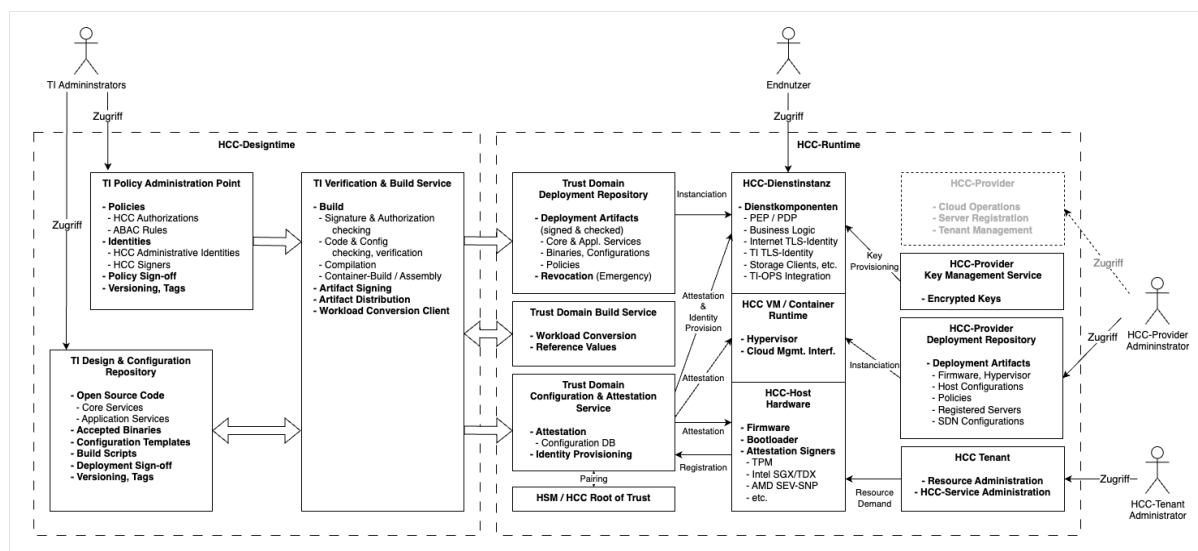 TI Admininstrators
Zugriff
Zugriff
Endnutzer
Zugriff
HCC-Designtime
TI Policy Administration Point
- Policies
- HCC Authorizations
- ABAC Rules
- Identities
- HCC Administrative Identities
- HCC Signers
- Policy Sign-off
- Versioning, Tags
TI Design & Configuration
Repository
- Open Source Code
- Core Services
- Application Services
- Accepted Binaries
- Configuration Templates
- Build Scripts
- Deployment Sign-off
- Versioning, Tags
TI Verification & Build Service
- Build
- Signature & Authorization
checking
- Code & Config
checking, verification
- Compilation
- Container-Build / Assembly
- Artifact Signing
- Artifact Distribution
- Workload Conversion Client
HCC-Runtime
Trust Domain
Deployment Repository
- Deployment Artifacts
(signed & checked)
- Core & Appl. Services
- Binaries, Configurations
- Policies
- Revocation (Emergency)
Trust Domain Build Service
- Workload Conversion
- Reference Values
Trust Domain
Configuration & Attestation
Service
- Attestation
- Configuration DB
- Identity Provisioning
Pairing
HSM / HCC Root of Trust
Instanciation
Attestation
&
Identity
Provision
Attestation
Attestation
Registration
HCC-Dienstinstanz
- Dienstkomponenten
- PEP / PDP
- Business Logic
- Internet TLS-Identity
- TI TLS-Identity
- Storage Clients, etc.
- TI-OPS Integration
HCC VM / Container
Runtime
- Hypervisor
- Cloud Mgmt. Interf.
HCC-Host
Hardware
- Firmware
- Bootloader
- Attestation Signers
- TPM
- Intel SGX/TDX
- AMD SEV-SNP
- etc.
Key
Provisioning
Instanciation
Resource
Demand
HCC-Provider
- Cloud Operations
- Server Registration
- Tenant Management
HCC-Provider
Key Management Service
- Encrypted Keys
HCC-Provider
Deployment Repository
- Deployment Artifacts
- Firmware, Hypervisor
- Host Configurations
- Policies
- Registered Servers
- SDN Configurations
HCC Tenant
- Resource Administration
- HCC-Service Administration
Zugriff
Zugriff
HCC-Provider
Admininistrator
Zugriff
HCC-Tenant
Administrator